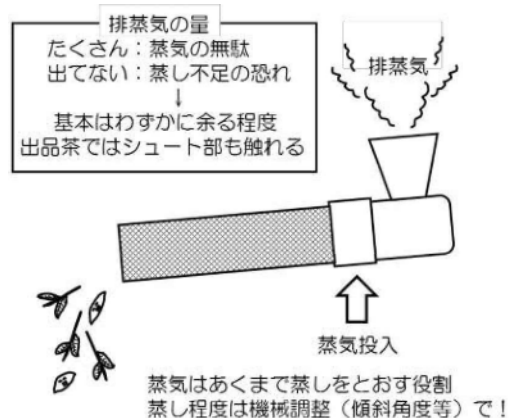 排蒸気の量
たくさん：蒸気の無駄
出てない：蒸し不足の恐れ
↓
基本はわずかに余る程度
出品茶ではシュート部も触れる
排蒸気
蒸気投入
蒸気はあくまで蒸しをとおす役割
蒸し程度は機械調整（傾斜角度等）で！